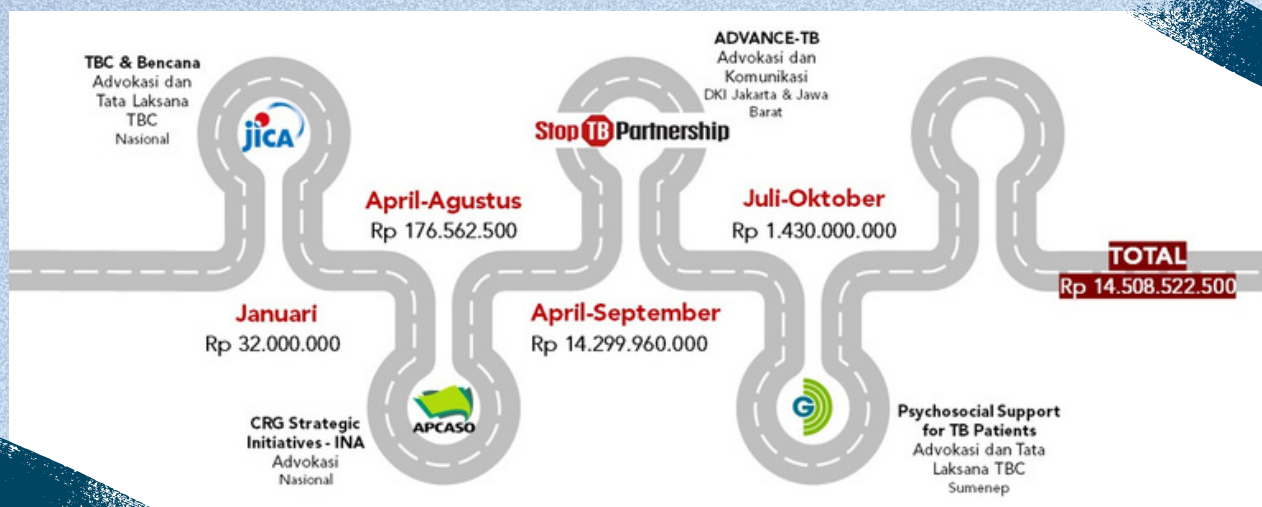 TBC & Bencana
Advokasi dan
Tata Laksana
TBC
Nasional
jICA
Januari
Rp 32.000.000
April-Agustus
Rp 176.562.500
CRG Strategic
Initiatives - INA
Advokasi
Nasional
APCASO
Stop TB Partnership
ADVANCE-TB
Advokasi dan
Komunikasi
DKI Jakarta & Jawa
Barat
April-September
Rp 14.299.960.000
Juli-Oktober
Rp 1.430.000.000
G
Psychosocial Support
for TB Patients
Advokasi dan Tata
Laksana TBC
Sumenep
TOTAL
Rp 14.508.522.500